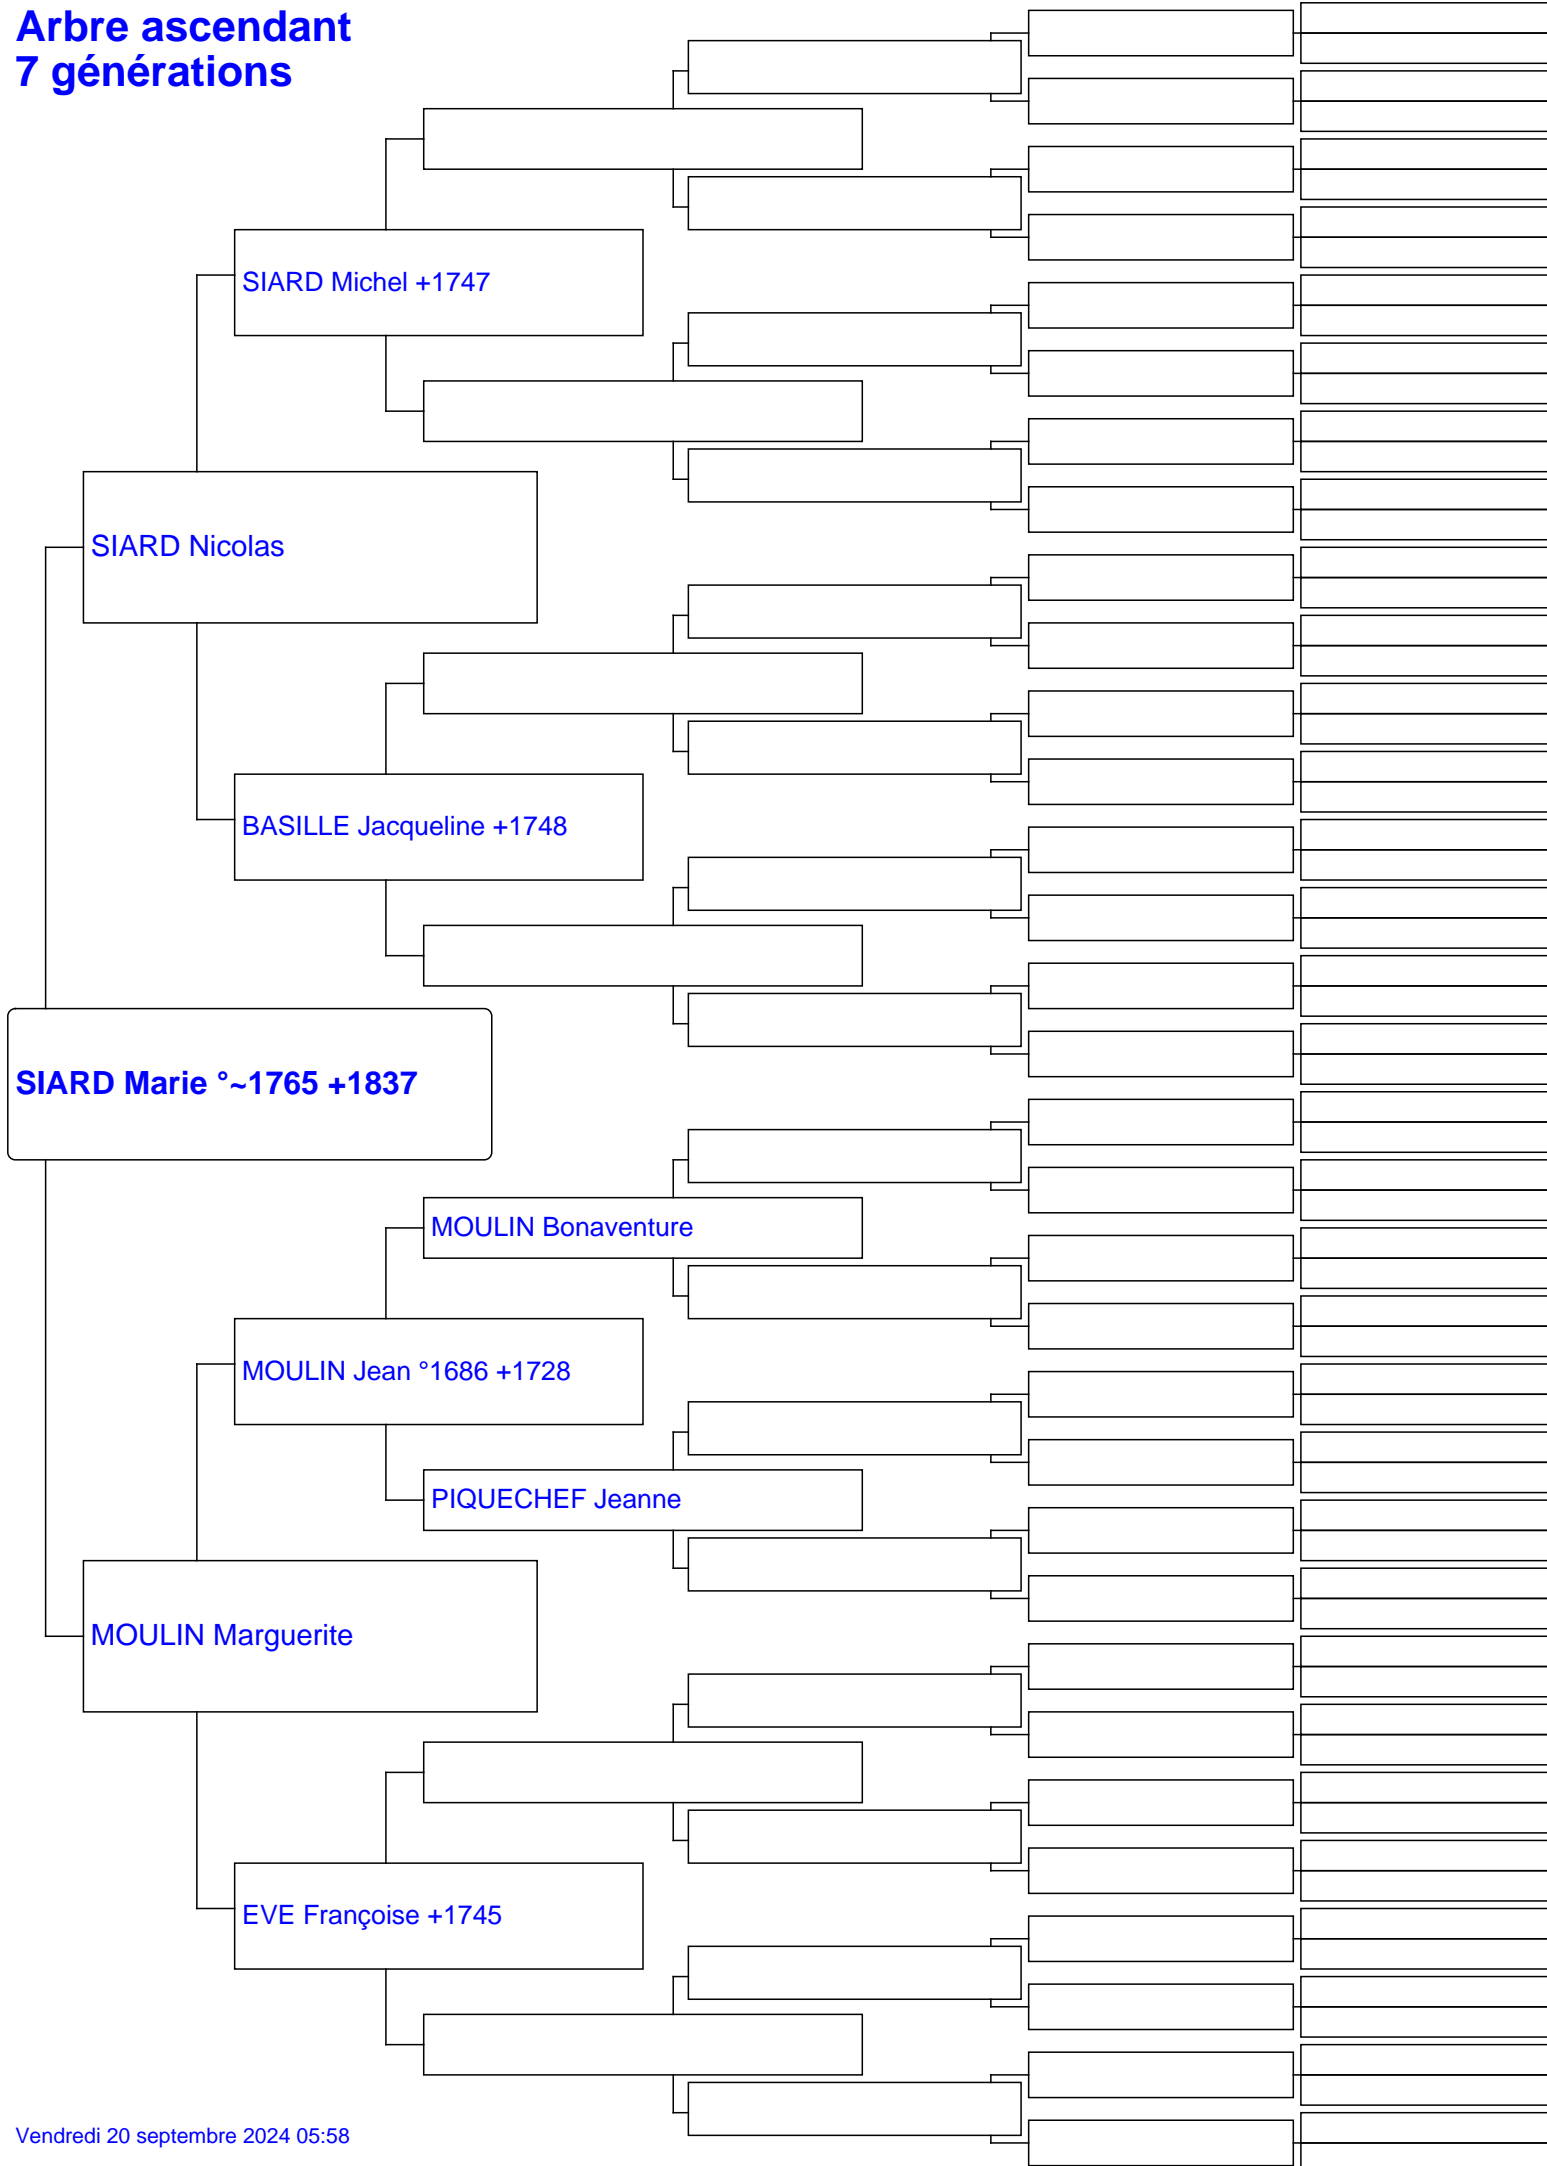 Arbre ascendant
7 générations
SIARD Michel +1747
SIARD Nicolas
BASILLE Jacqueline +1748
SIARD Marie °~1765 +1837
MOULIN Bonaventure
MOULIN Jean °1686 +1728
PIQUECHEF Jeanne
MOULIN Marguerite
EVE Françoise +1745
Vendredi 20 septembre 2024 05:58